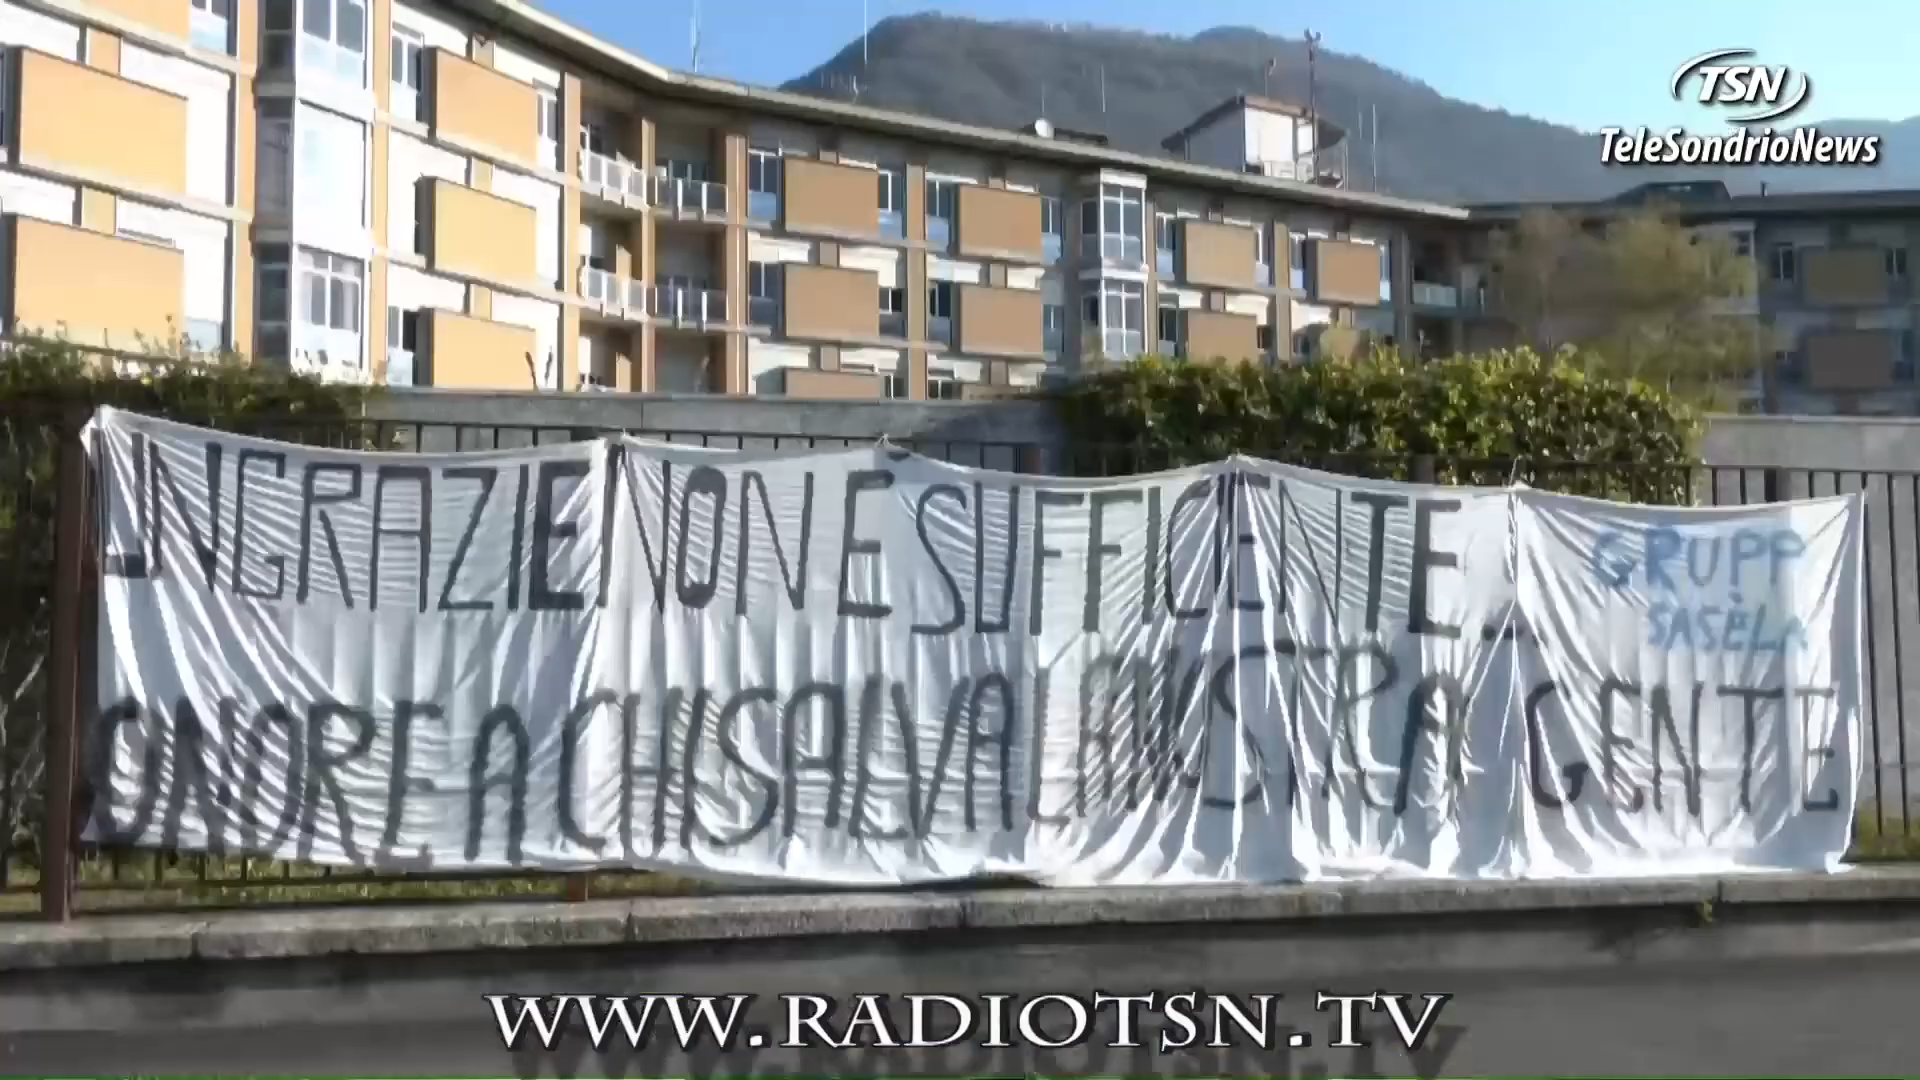 TSN
TeleSondrioNews
UN GRAZIE NON E SUFFICIENTE...
GRUPP
SASÈLA
ONORE A CHI SALVA LA NOSTRA GENTE
WWW.RADIOTSN.TV